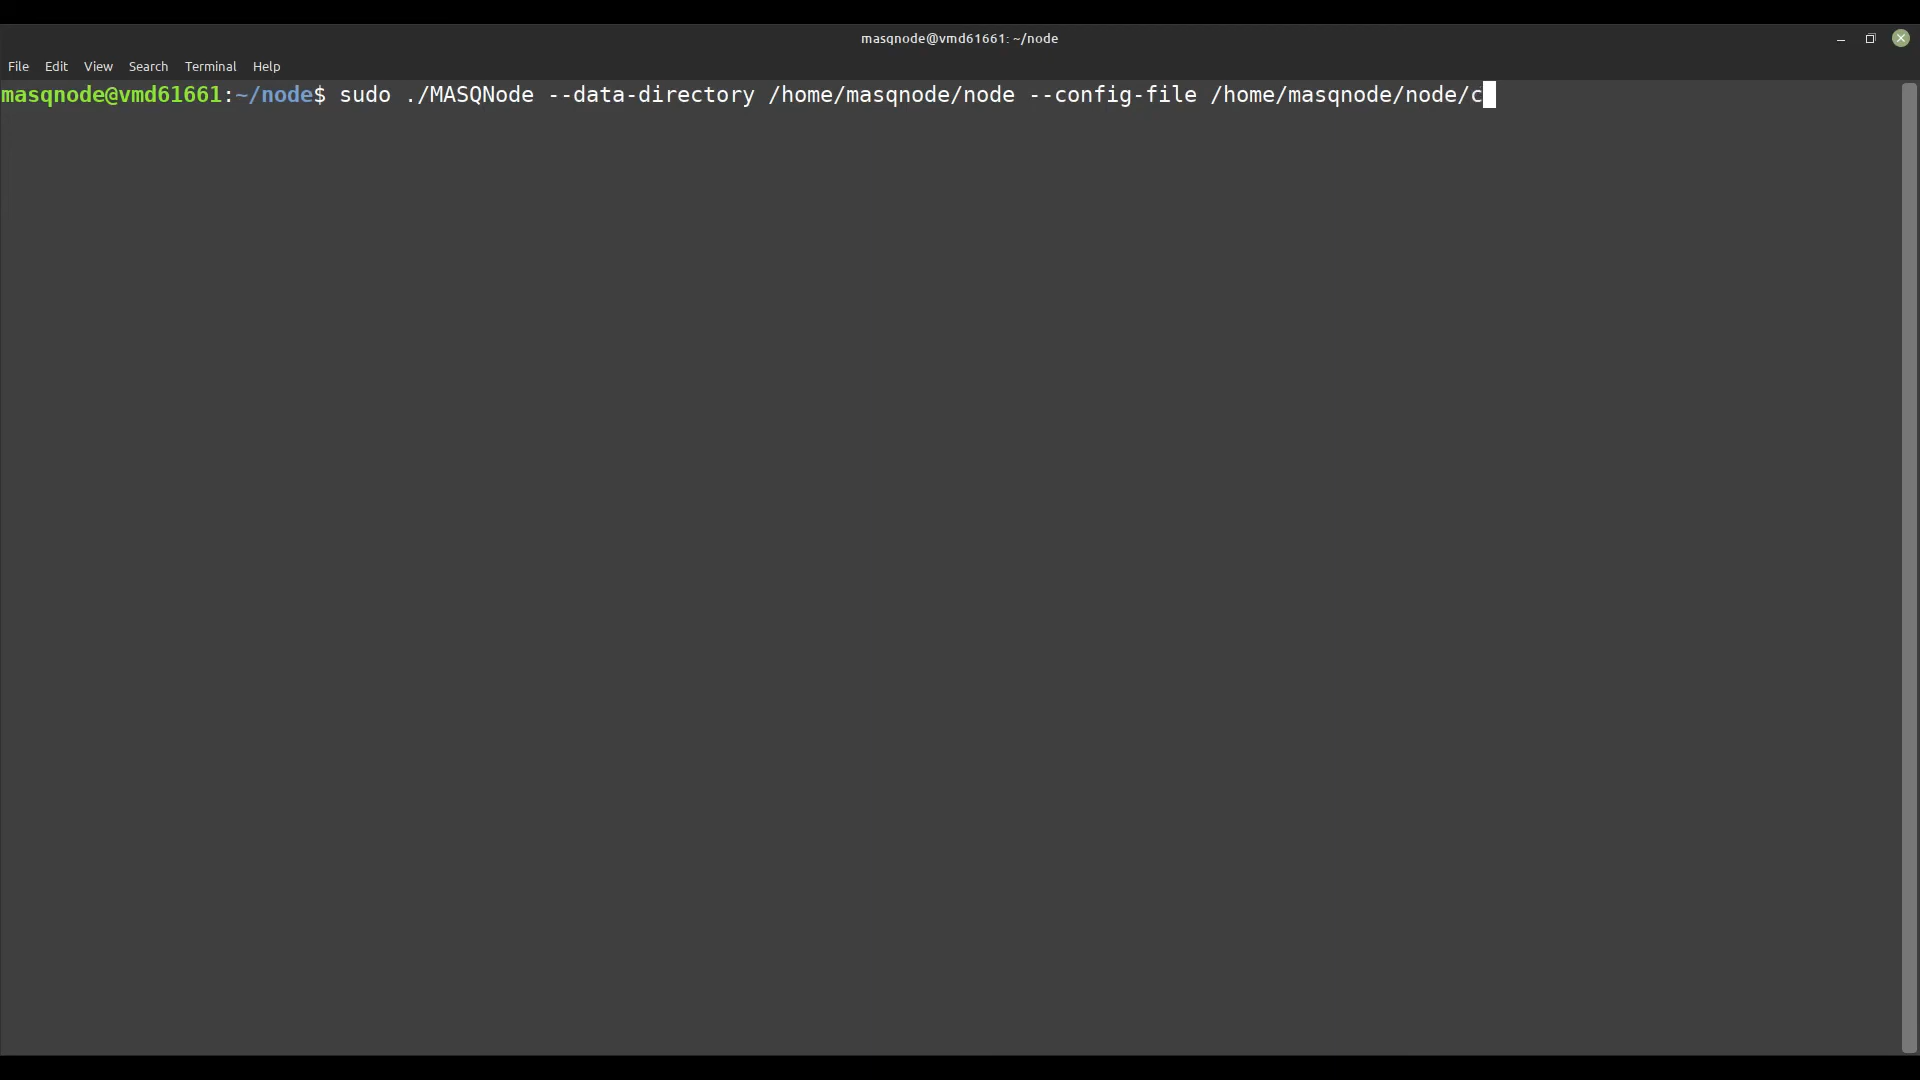 masqnode@vmd61661: ~/node
File Edit View Search Terminal Help
masqnode@vmd61661:~/node$ sudo ./MASQNode --data-directory /home/masqnode/node --config-file /home/masqnode/node/c